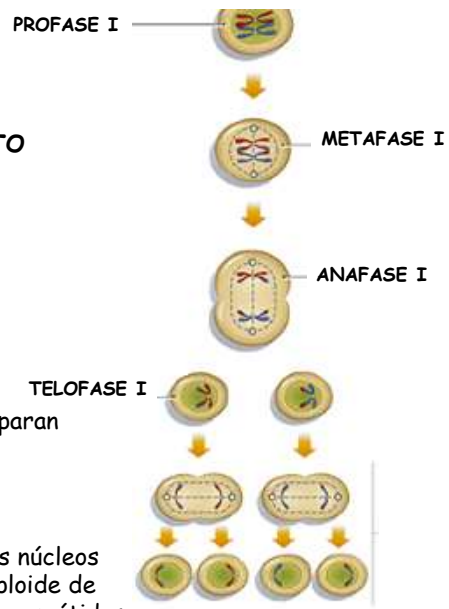 PROFASE I
TO
METAFASE I
ANAFASE I
TELOFASE I
paran
s núcleos
ploide de